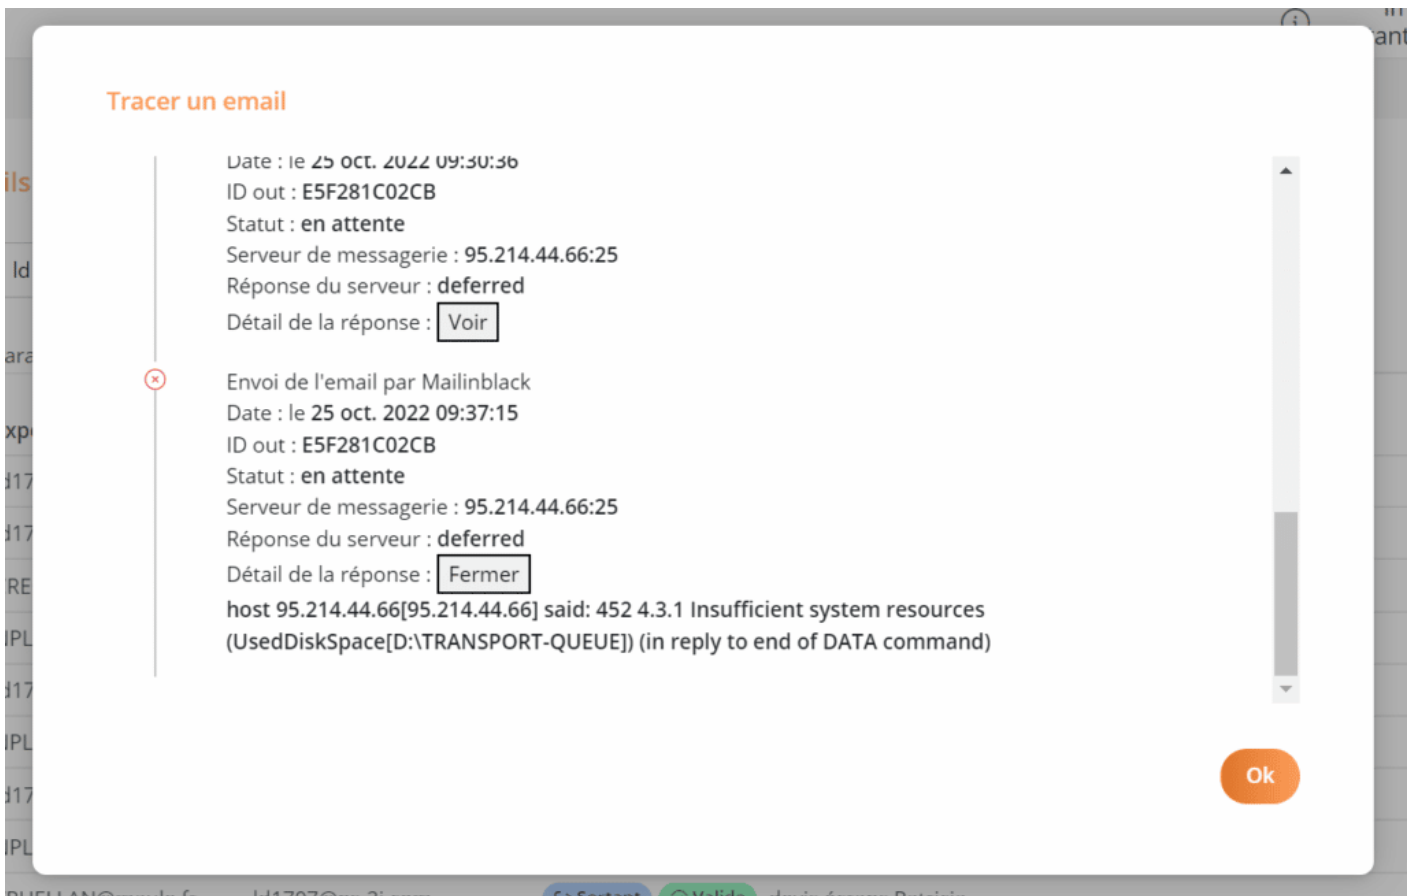 Tracer un email
Date : le 25 oct. 2022 09:30:36
ID out : E5F281C02CB
Statut : en attente
Serveur de messagerie : 95.214.44.66:25
Réponse du serveur : deferred
Détail de la réponse : Voir
Envoi de l'email par Mailinblack
Date : le 25 oct. 2022 09:37:15
ID out : E5F281C02CB
Statut : en attente
Serveur de messagerie : 95.214.44.66:25
Réponse du serveur : deferred
Détail de la réponse : Fermer
host 95.214.44.66[95.214.44.66] said: 452 4.3.1 Insufficient system resources
(UsedDiskSpace[D:\TRANSPORT-QUEUE]) (in reply to end of DATA command)
Ok